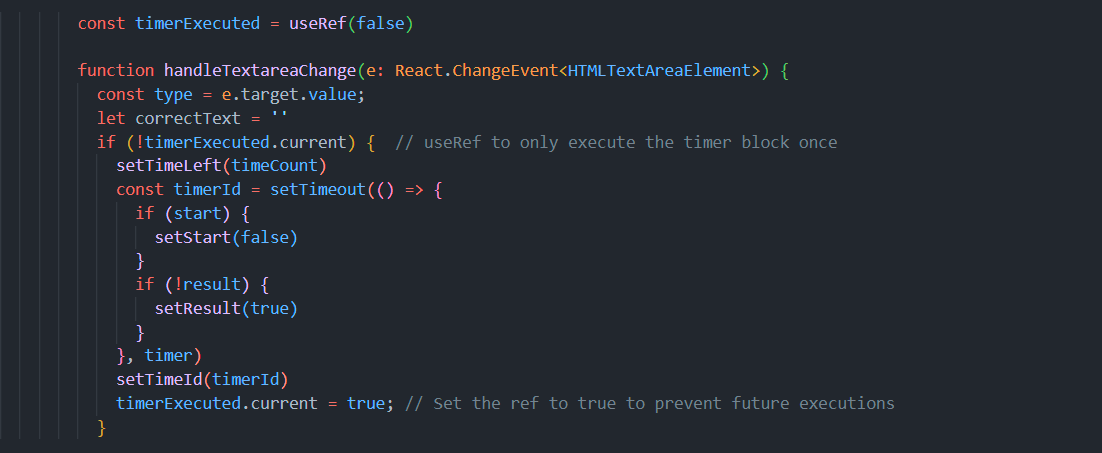 const timerExecuted = useRef(false)
function handleTextareaChange(e: React.ChangeEvent<HTMLTextAreaElement>) {
const type = e.target.value;
let correctText = ''
if (!timerExecuted.current) {  // useRef to only execute the timer block once
setTimeLeft(timeCount)
const timerId = setTimeout(() => {
if (start) {
setStart(false)
}
if (!result) {
setResult(true)
}
}, timer)
setTimeId(timerId)
timerExecuted.current = true; // Set the ref to true to prevent future executions
}